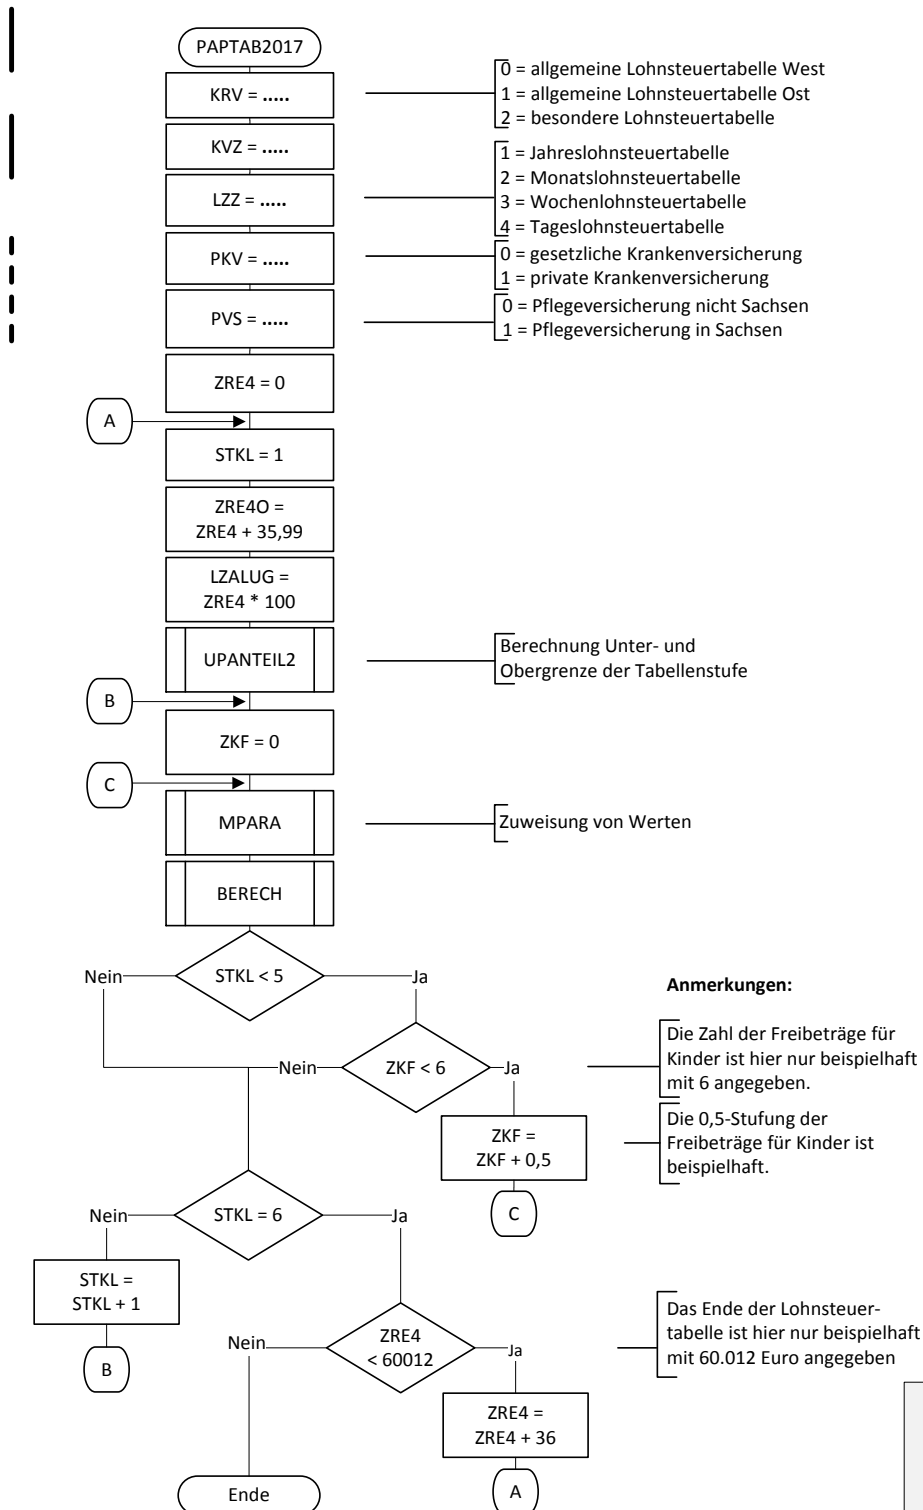 PAPTAB2017
KRV = .....
0 = allgemeine Lohnsteuertabelle West
1 = allgemeine Lohnsteuertabelle Ost
2 = besondere Lohnsteuertabelle
KVZ = .....
LZZ = .....
1 = Jahreslohnsteuertabelle
2 = Monatslohnsteuertabelle
3 = Wochenlohnsteuertabelle
4 = Tageslohnsteuertabelle
PKV = .....
0 = gesetzliche Krankenversicherung
1 = private Krankenversicherung
PVS = .....
0 = Pflegeversicherung nicht Sachsen
1 = Pflegeversicherung in Sachsen
ZRE4 = 0
A
STKL = 1
ZRE4O =
ZRE4 + 35,99
LZALUG =
ZRE4 * 100
UPANTEIL2
Berechnung Unter- und
Obergrenze der Tabellenstufe
B
ZKF = 0
C
MPARA
Zuweisung von Werten
BERECH
Nein
STKL < 5
Ja
Anmerkungen:
Nein
ZKF < 6
Ja
Die Zahl der Freibeträge für
Kinder ist hier nur beispielhaft
mit 6 angegeben.
ZKF =
ZKF + 0,5
Die 0,5-Stufung der
Freibeträge für Kinder ist
beispielhaft.
C
Nein
STKL = 6
Ja
STKL =
STKL + 1
B
Nein
ZRE4
< 60012
Ja
Das Ende der Lohnsteuer-
tabelle ist hier nur beispielhaft
mit 60.012 Euro angegeben
ZRE4 =
ZRE4 + 36
Ende
A